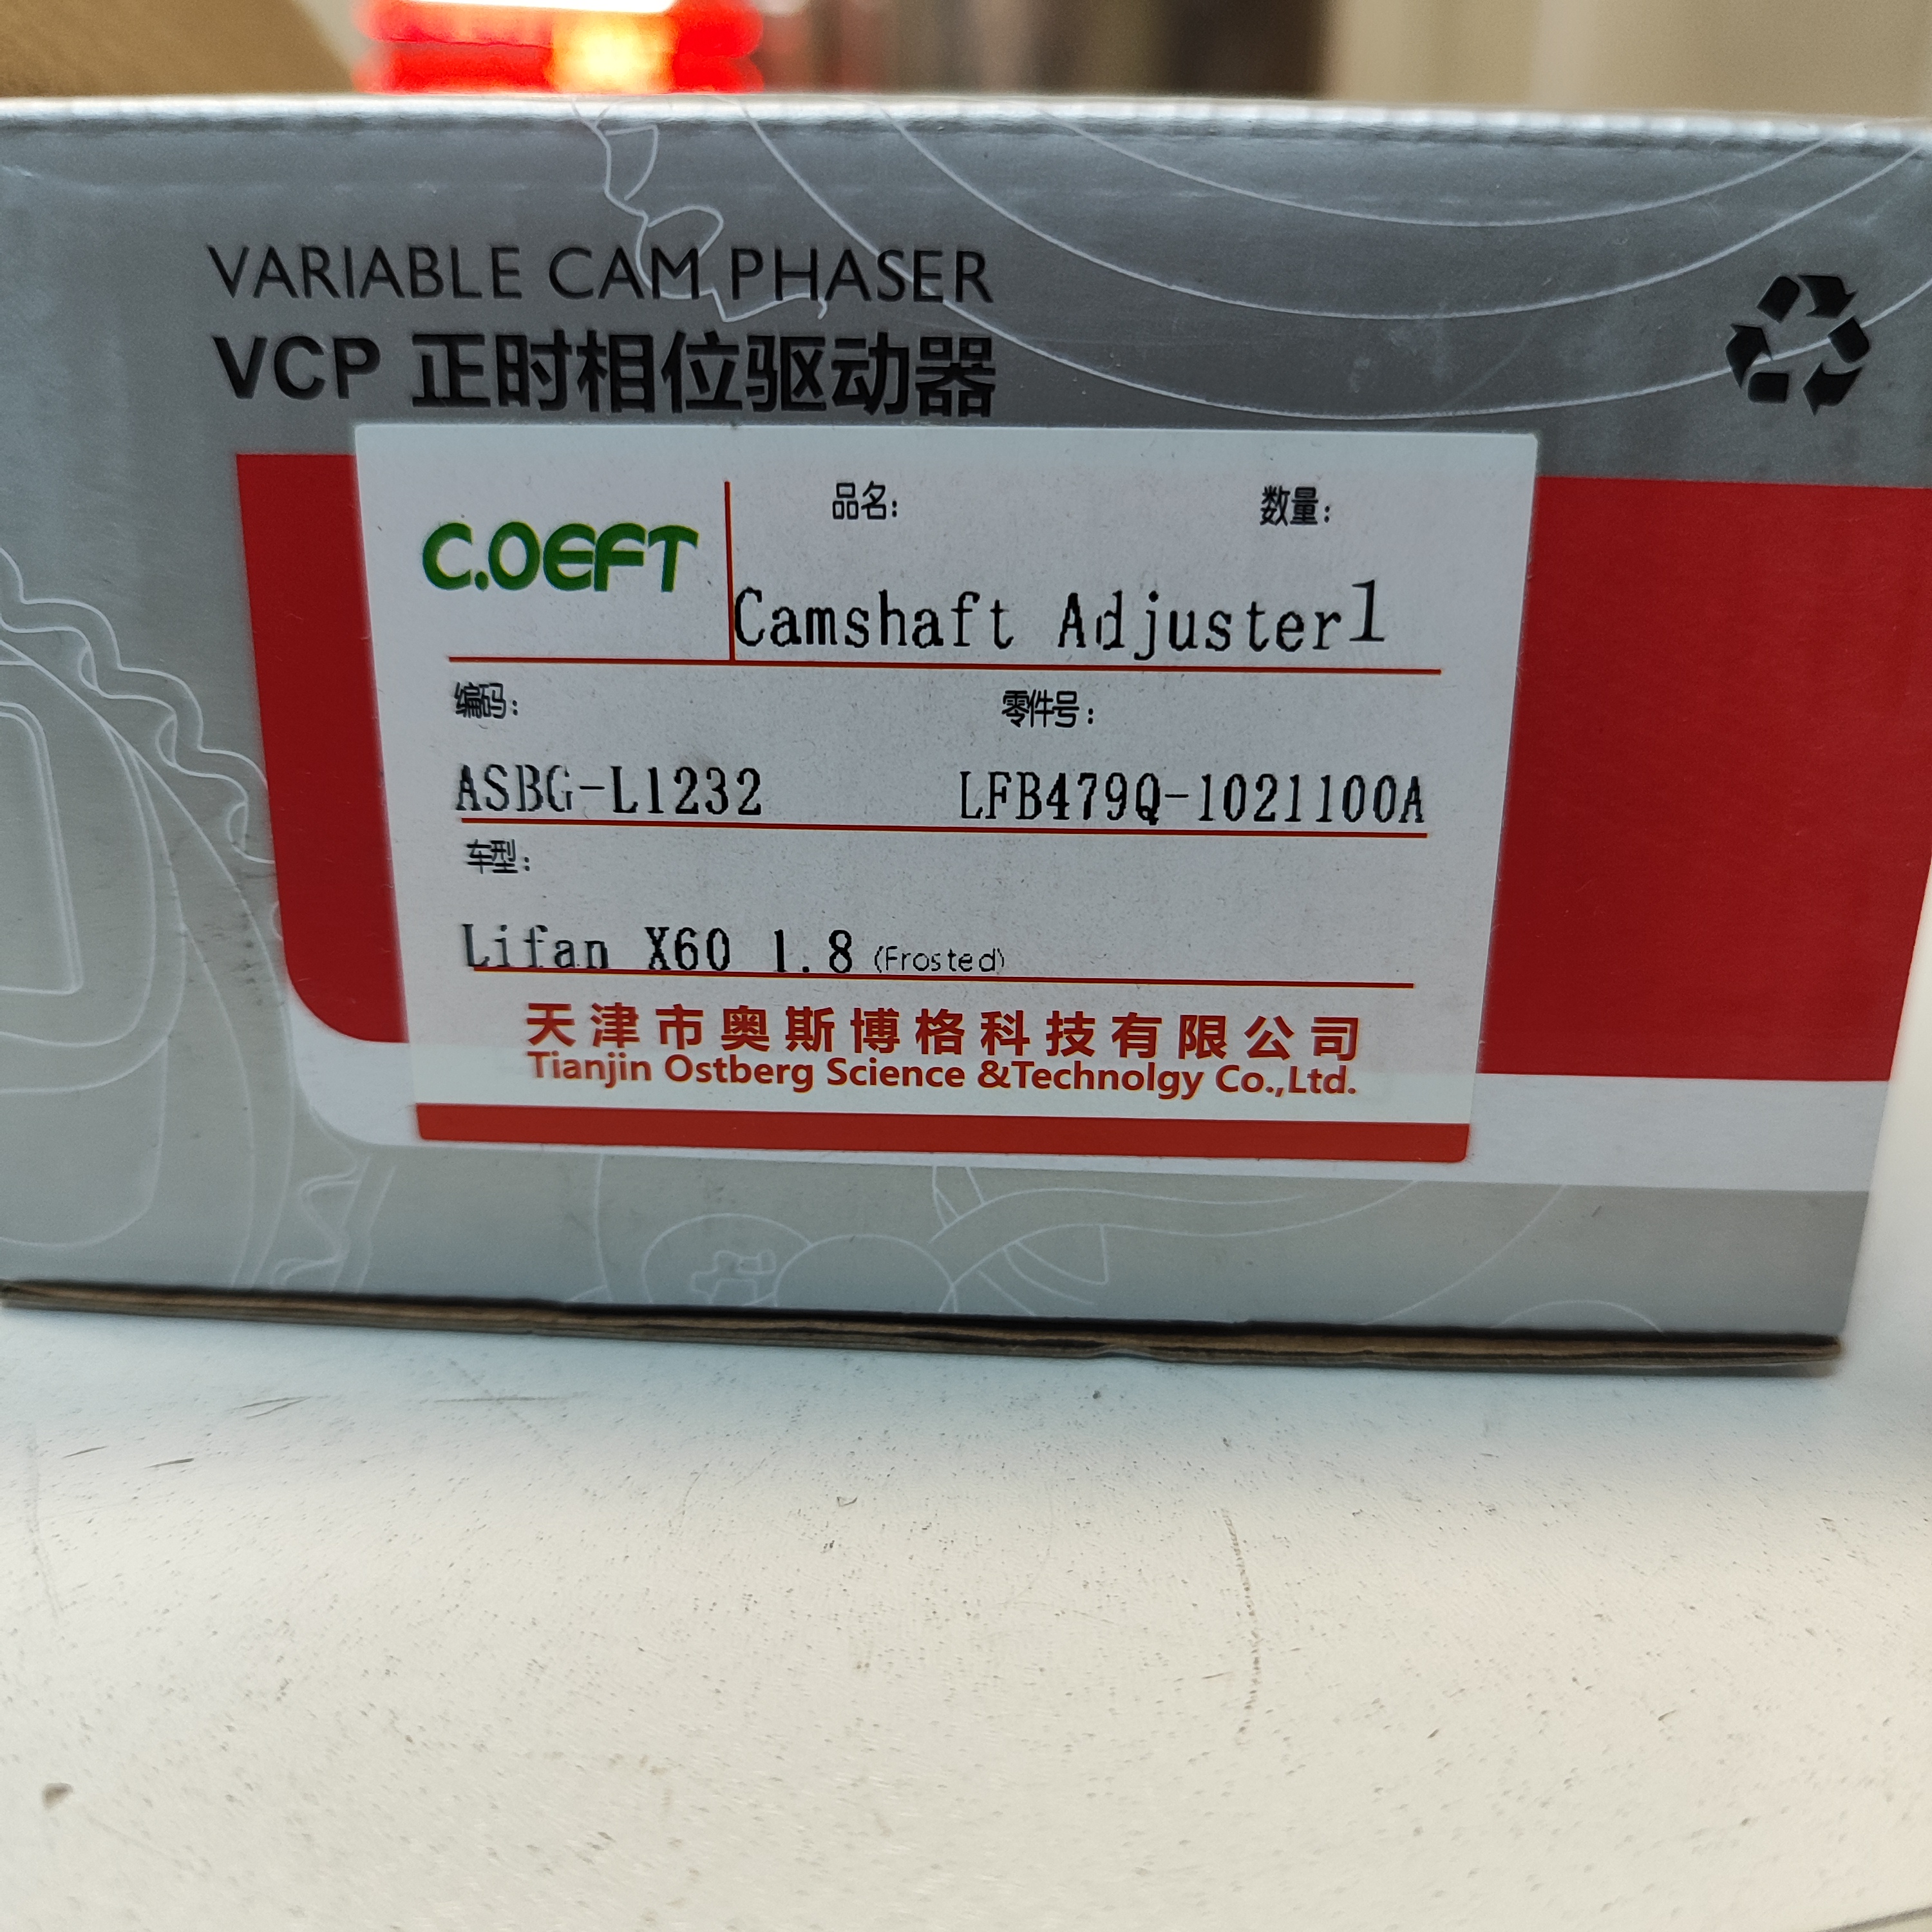 VARIABLE CAM PHASER
VCP 正时相位驱动器
C.OEFT
品名: 数量:
Camshaft Adjuster 1
编码: 零件号:
ASBG-L1232 LFB479Q-1021100A
车型:
Lifan X60 1.8 (Frosted)
天津市奥斯博格科技有限公司
Tianjin Ostberg Science &Technolgy Co.,Ltd.